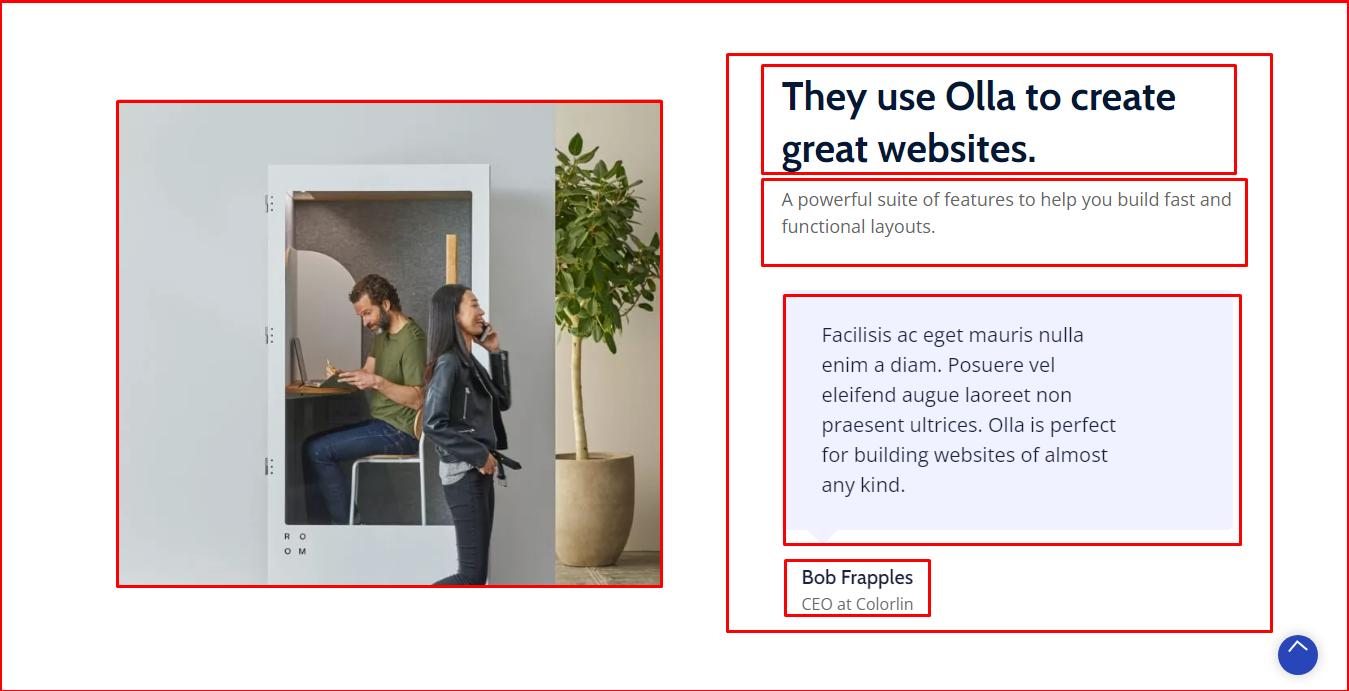 They use Olla to create
great websites.
A powerful suite of features to help you build fast and
functional layouts.
Facilisis ac eget mauris nulla
enim a diam. Posuere vel
eleifend augue laoreet non
praesent ultrices. Olla is perfect
for building websites of almost
any kind.
Bob Frapples
CEO at Colorlin
R O
O M